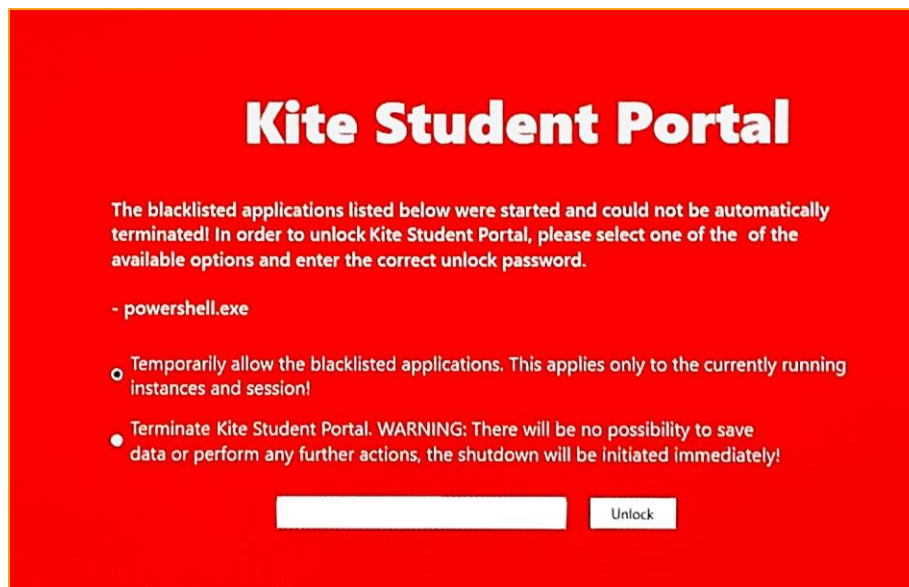 Kite Student Portal
The blacklisted applications listed below were started and could not be automatically
terminated! In order to unlock Kite Student Portal, please select one of the of the
available options and enter the correct unlock password.
- powershell.exe
Temporarily allow the blacklisted applications. This applies only to the currently running
instances and session!
Terminate Kite Student Portal. WARNING: There will be no possibility to save
data or perform any further actions, the shutdown will be initiated immediately!
Unlock